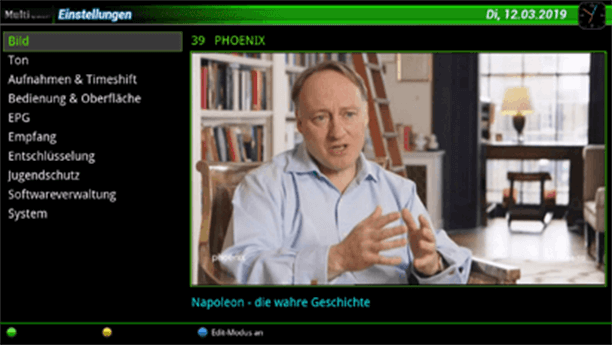 Multi Einstellungen Di, 12.03.2019
Bild
Ton
Aufnahmen & Timeshift
Bedienung & Oberfläche
EPG
Empfang
Entschlüsselung
Jugendschutz
Softwareverwaltung
System
39 PHOENIX
phoenix
Napoleon - die wahre Geschichte
Edit-Modus an